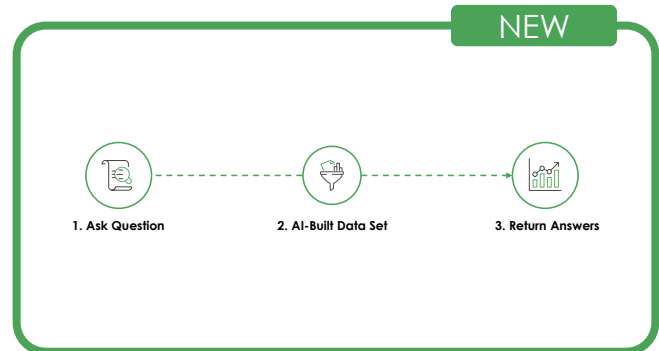 NEW
1. Ask Question
2. AI-Built Data Set
3. Return Answers